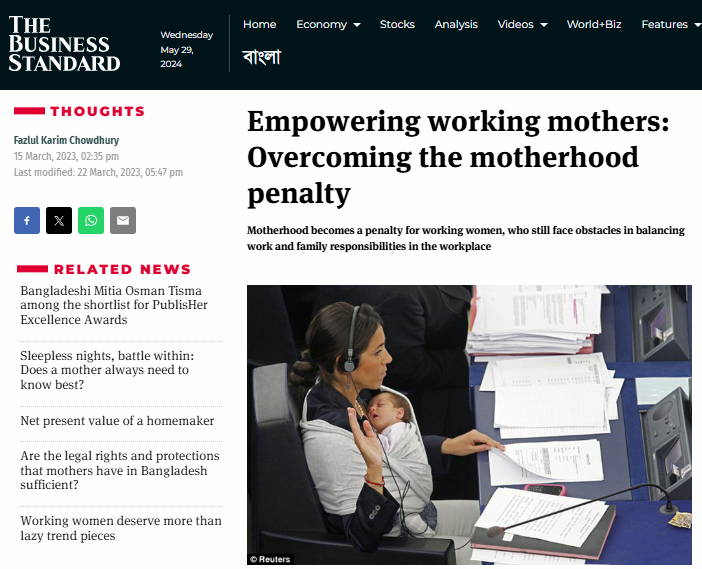 THE
BUSINESS
STANDARD
Wednesday
May 29,
2024
Home Economy Stocks Analysis Videos World+Biz Features
বাংলা
THOUGHTS
Fazlul Karim Chowdhury
15 March, 2023, 02:35 pm
Last modified: 22 March, 2023, 05:47 pm
RELATED NEWS
Bangladeshi Mitia Osman Tisma
among the shortlist for PublisHer
Excellence Awards
Sleepless nights, battle within:
Does a mother always need to
know best?
Net present value of a homemaker
Are the legal rights and protections
that mothers have in Bangladesh
sufficient?
Working women deserve more than
lazy trend pieces
Empowering working mothers:
Overcoming the motherhood
penalty
Motherhood becomes a penalty for working women, who still face obstacles in balancing
work and family responsibilities in the workplace
© Reuters